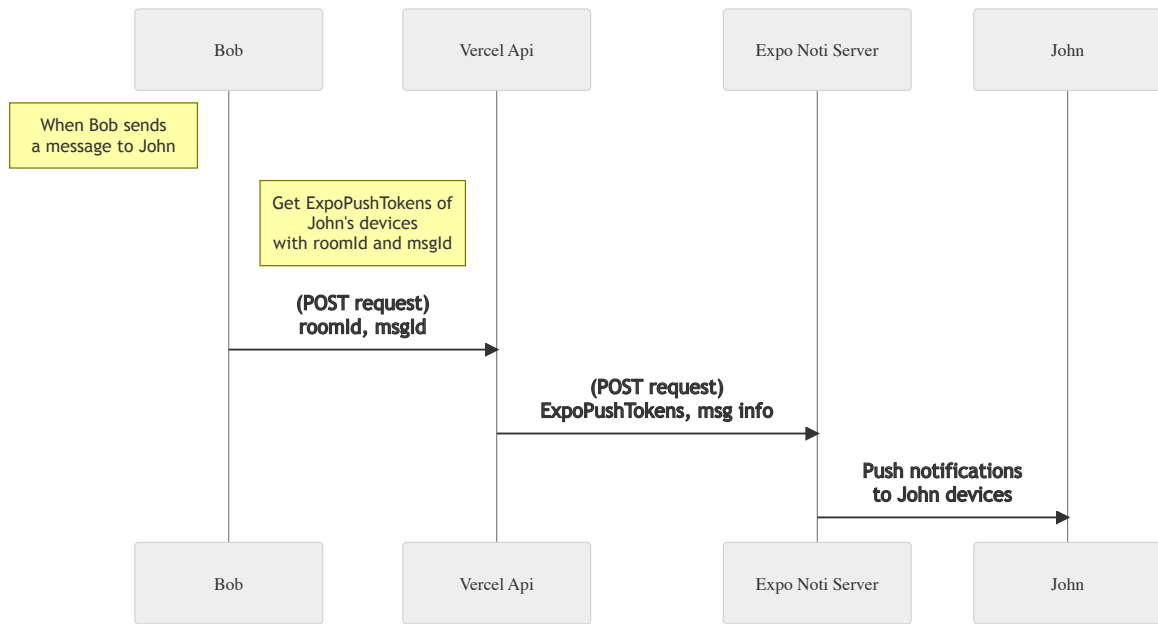 Bob
Vercel Api
Expo Noti Server
John
When Bob sends
a message to John
Get ExpoPushTokens of
John's devices
with roomId and msgId
(POST request)
roomId, msgId
(POST request)
ExpoPushTokens, msg info
Push notifications
to John devices
Bob
Vercel Api
Expo Noti Server
John